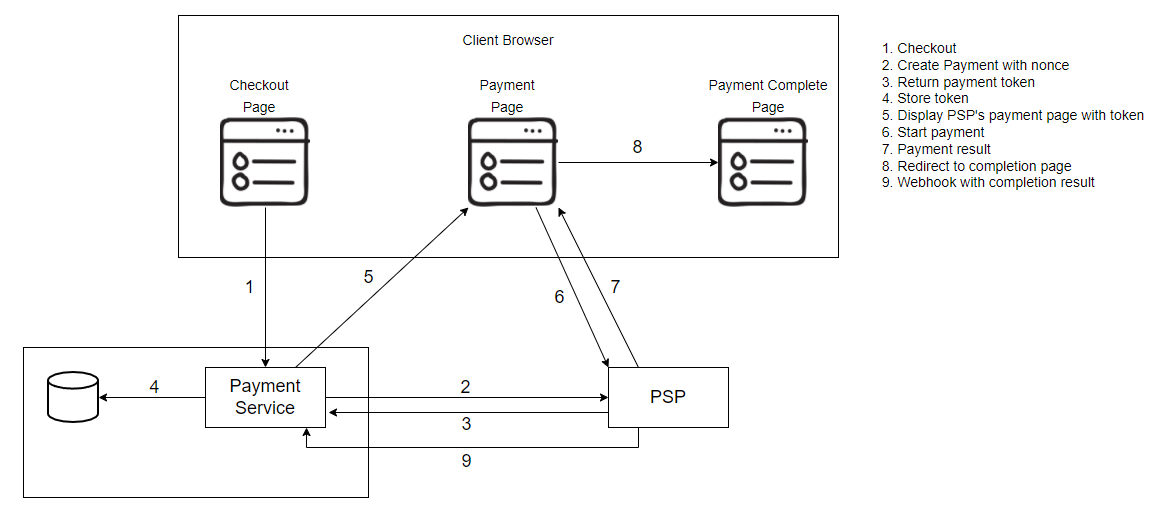 Client Browser
Checkout
Page
Payment
Page
Payment Complete
Page
8
1
5
6
7
4
Payment
Service
2
3
9
PSP
1. Checkout
2. Create Payment with nonce
3. Return payment token
4. Store token
5. Display PSP's payment page with token
6. Start payment
7. Payment result
8. Redirect to completion page
9. Webhook with completion result